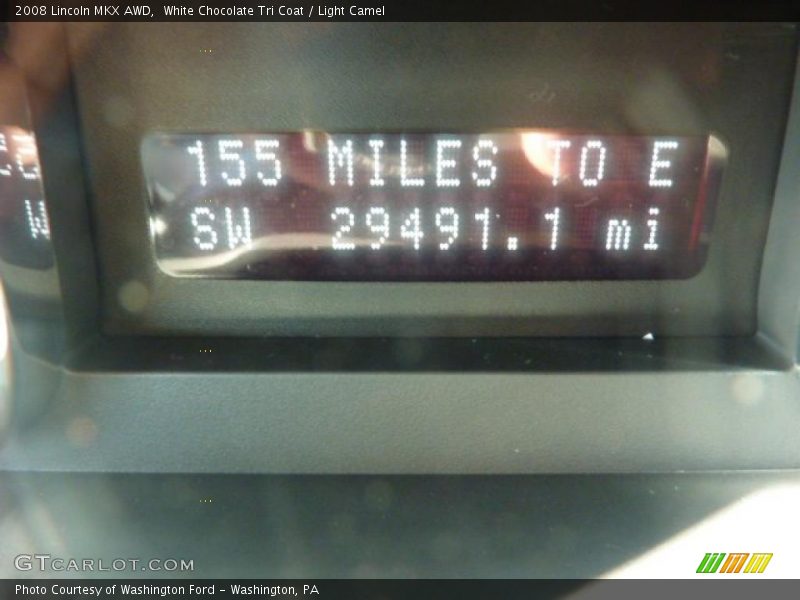 2008 Lincoln MKX AWD,  White Chocolate Tri Coat / Light Camel
155 MILES TO E
SW 29491.1 mi
W
GTCARLOT.COM
Photo Courtesy of Washington Ford - Washington, PA